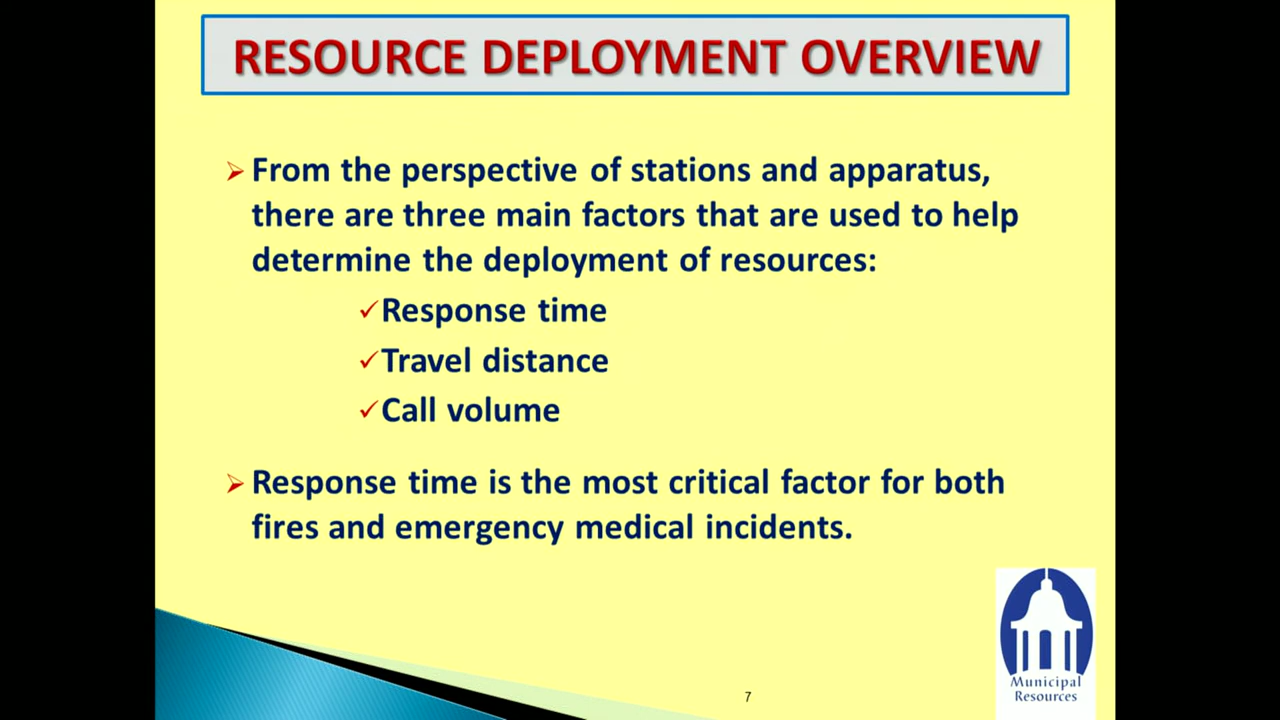 RESOURCE DEPLOYMENT OVERVIEW
From the perspective of stations and apparatus,
there are three main factors that are used to help
determine the deployment of resources:
Response time
Travel distance
Call volume
Response time is the most critical factor for both
fires and emergency medical incidents.
Municipal
Resources
7